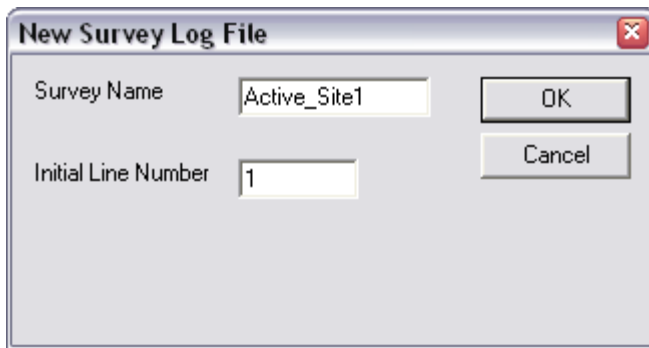 New Survey Log File
Survey Name
Active_Site1
OK
Cancel
Initial Line Number
1